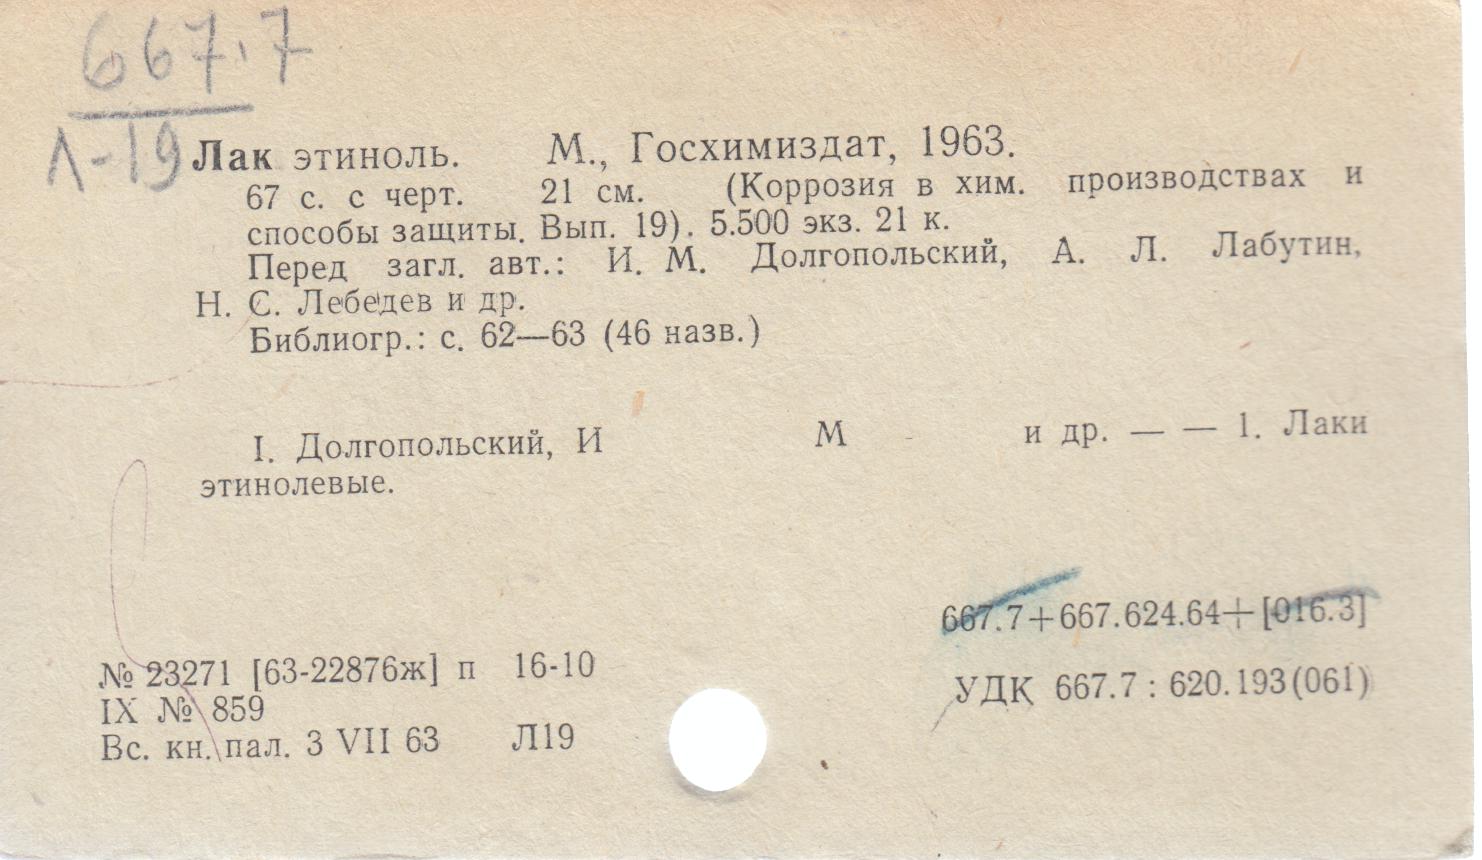 667.7
Л-19
Лак этиноль. М., Госхимиздат, 1963.
67 с. с черт. 21 см. (Коррозия в хим. производствах и
способы защиты. Вып. 19). 5.500 экз. 21 к.
Перед загл. авт.: И. М. Долгопольский, А. Л. Лабутин,
Н. С. Лебедев и др.
Библиогр.: с. 62—63 (46 назв.)
I. Долгопольский, И М и др. — — 1. Лаки
этинолевые.
667.7+667.624.64+[016.3]
№ 23271 [63-22876ж] п 16-10
УДК 667.7 : 620.193(061)
IX № 859
Вс. кн. пал. 3 VII 63 Л19